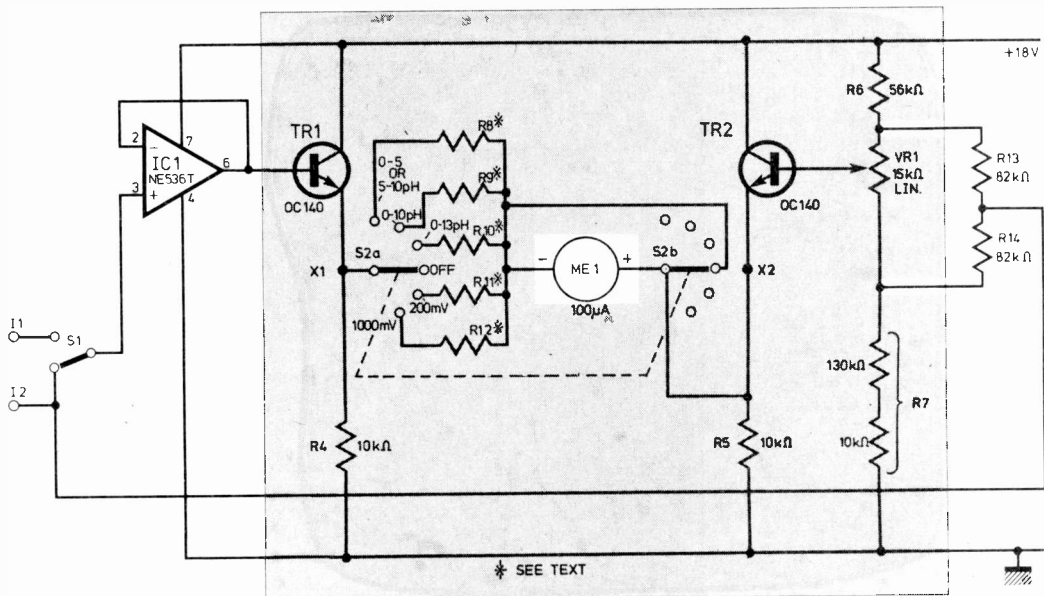 +18V
R6
56kΩ
TR1
TR2
R8※
VR1
15kΩ
LIN.
R13
82kΩ
2
−
7
IC1
NE536T
6
3
+
4
0-5
OR
5-10pH
R9※
OC140
OC140
0-10pH
0-13pH
R10※
R14
82kΩ
X1
S2a
OFF
−
ME 1
+
S2b
X2
R11※
200mV
100µA
1000mV
R12※
I1
S1
I2
130kΩ
R7
R4
10kΩ
R5
10kΩ
10kΩ
※ SEE TEXT